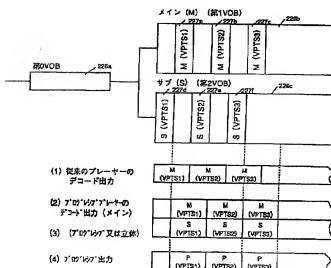 メイン (M) (第1VOB)
227a 227b 227c 226b
第0VOB 226a
M (VPTS1) M (VPTS2) M (VPTS3)
サブ (S) (第2VOB)
227d 227e 227f 226c
S (VPTS1) S (VPTS2) S (VPTS3)
(1) 従来のプレーヤーの
デコード出力
M M M
(VPTS1) (VPTS2) (VPTS3)
(2) プログレッシブプレーヤーの
デコード出力 (メイン)
M M M
(VPTS1) (VPTS2) (VPTS3)
(3) (プログレッシブ又は立体)
S S S
(VPTS1) (VPTS2) (VPTS3)
(4) プログレッシブ出力
P P P
(VPTS1) (VPTS2) (VPTS3)